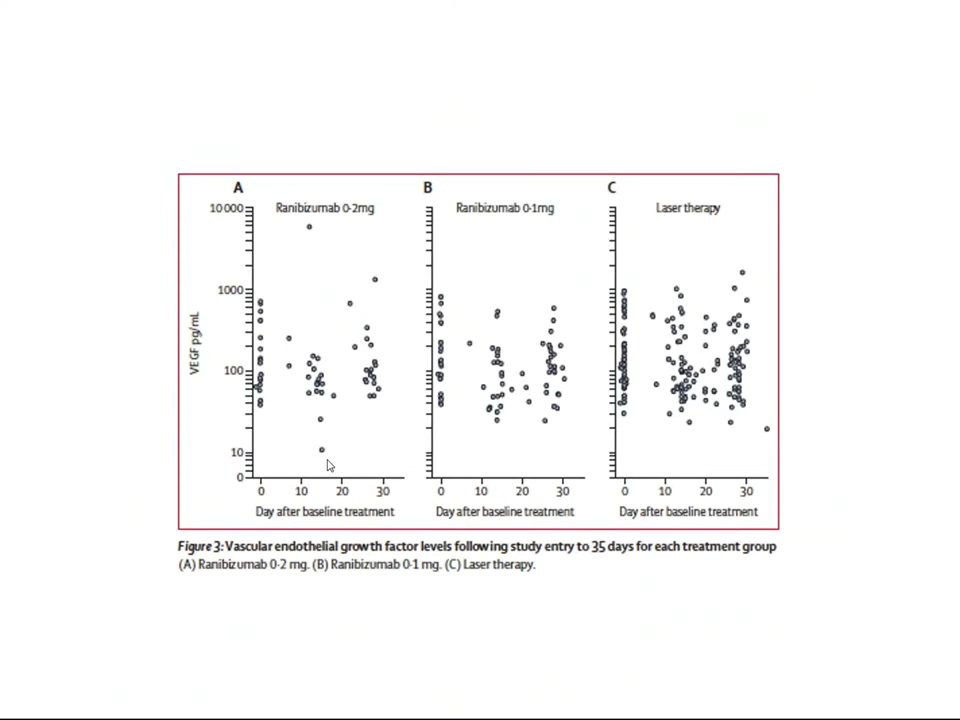 A B C
Ranibizumab 0·2mg Ranibizumab 0·1mg Laser therapy
10 000
1000
100
10
0
VEGF pg/mL
0 10 20 30 0 10 20 30 0 10 20 30
Day after baseline treatment Day after baseline treatment Day after baseline treatment
Figure 3: Vascular endothelial growth factor levels following study entry to 35 days for each treatment group
(A) Ranibizumab 0·2 mg. (B) Ranibizumab 0·1 mg. (C) Laser therapy.